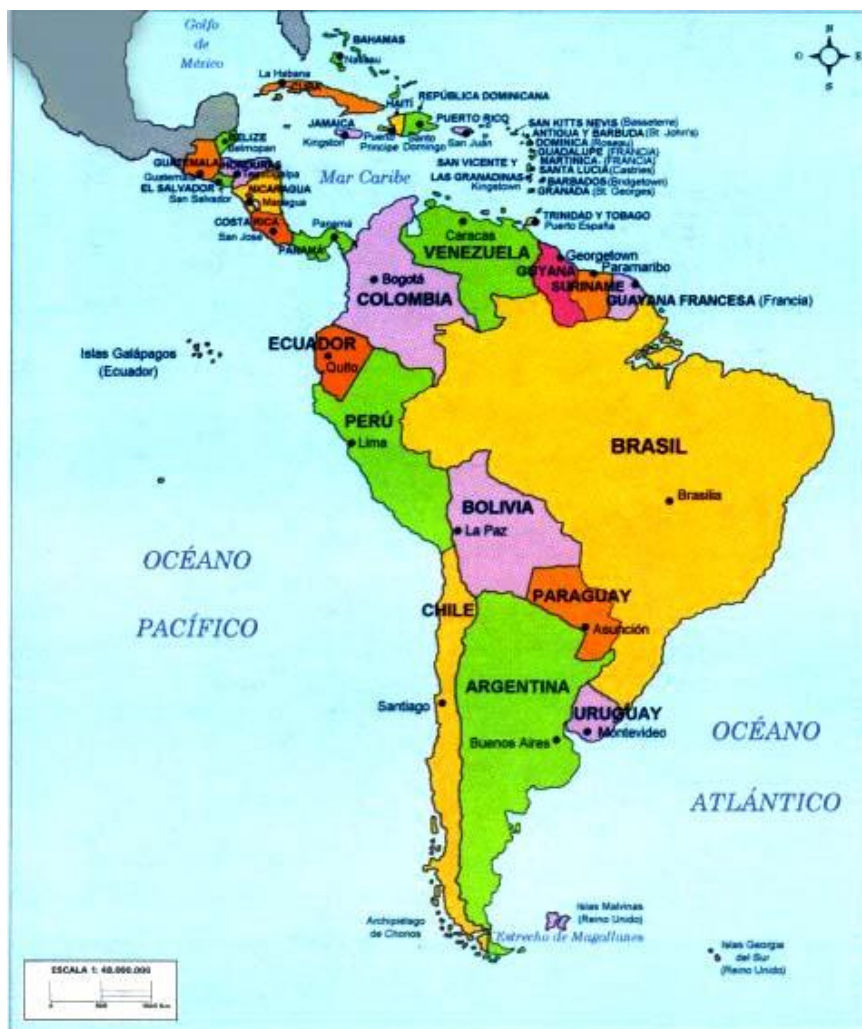 Golfo
de
México
N
O
E
S
BAHAMAS
Nassau
La Habana
CUBA
HAITÍ
REPÚBLICA DOMINICANA
JAMAICA
Kingston
Puerto
Príncipe
Santo
Domingo
PUERTO RICO
San Juán
SAN KITTS NEVIS (Basseterre)
ANTIGUA Y BARBUDA (St. John's)
DOMINICA (Roseau)
GUADALUPE (FRANCIA)
MARTINICA. (FRANCIA)
SANTA LUCÍA (Castries)
SAN VICENTE Y
LAS GRANADINAS
Kingstown
BARBADOS (Bridgetown)
GRANADA (St. Georges)
BELIZE
Belmopan
GUATEMALA
Guatemala
HONDURAS
Tegucigalpa
EL SALVADOR
San Salvador
NICARAGUA
Managua
COSTA RICA
San José
PANAMÁ
Panamá
Mar Caribe
TRINIDAD Y TOBAGO
Puerto España
Caracas
VENEZUELA
Georgetown
GUYANA
Paramaribo
SURINAME
GUAYANA FRANCESA (Francia)
Bogotá
COLOMBIA
ECUADOR
Quito
Islas Galápagos
(Ecuador)
PERÚ
Lima
BRASIL
Brasilia
BOLIVIA
La Paz
OCÉANO
PACÍFICO
PARAGUAY
Asunción
CHILE
ARGENTINA
Santiago
URUGUAY
Montevideo
Buenos Aires
OCÉANO
ATLÁNTICO
Islas Malvinas
(Reino Unido)
Archipiélago
de Chonos
Estrecho de Magallanes
Islas Georgia
del Sur
(Reino Unido)
ESCALA 1: 40.000.000
0